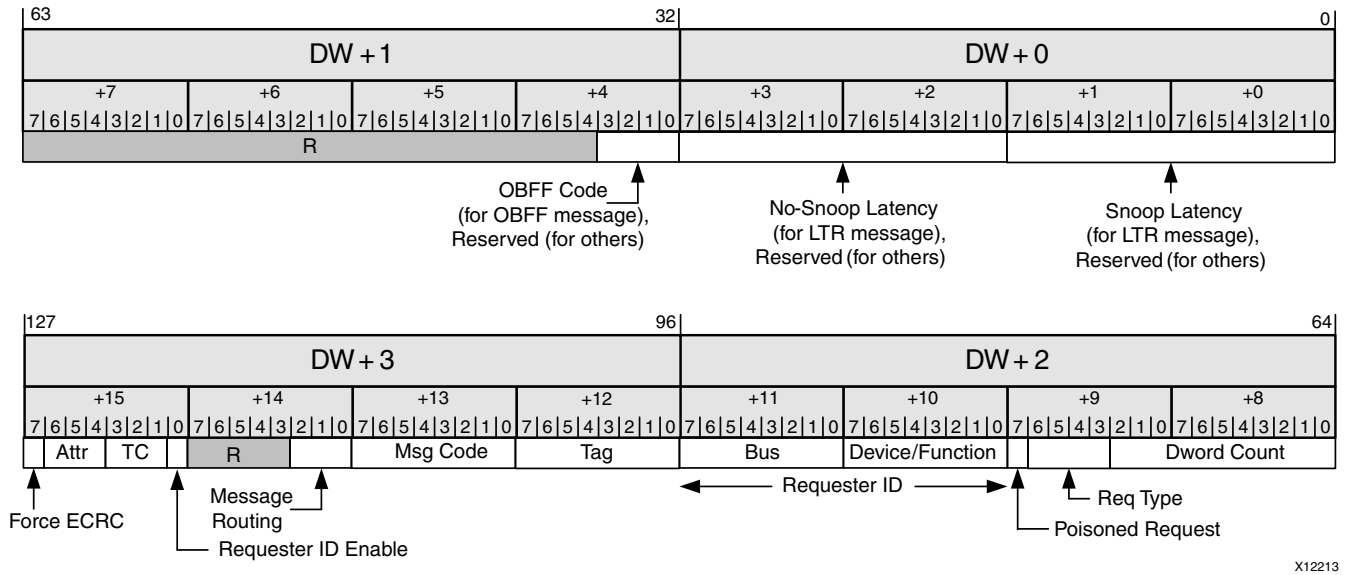 63 32 0
DW + 1 DW + 0
+7 +6 +5 +4 +3 +2 +1 +0
7 6 5 4 3 2 1 0 7 6 5 4 3 2 1 0 7 6 5 4 3 2 1 0 7 6 5 4 3 2 1 0 7 6 5 4 3 2 1 0 7 6 5 4 3 2 1 0 7 6 5 4 3 2 1 0 7 6 5 4 3 2 1 0
R
OBFF Code
(for OBFF message),
Reserved (for others)
No-Snoop Latency
(for LTR message),
Reserved (for others)
Snoop Latency
(for LTR message),
Reserved (for others)
127 96 64
DW + 3 DW + 2
+15 +14 +13 +12 +11 +10 +9 +8
7 6 5 4 3 2 1 0 7 6 5 4 3 2 1 0 7 6 5 4 3 2 1 0 7 6 5 4 3 2 1 0 7 6 5 4 3 2 1 0 7 6 5 4 3 2 1 0 7 6 5 4 3 2 1 0 7 6 5 4 3 2 1 0
Attr TC R Msg Code Tag Bus Device/Function Dword Count
Force ECRC
Message
Routing
Requester ID Enable
Requester ID
Req Type
Poisoned Request
X12213